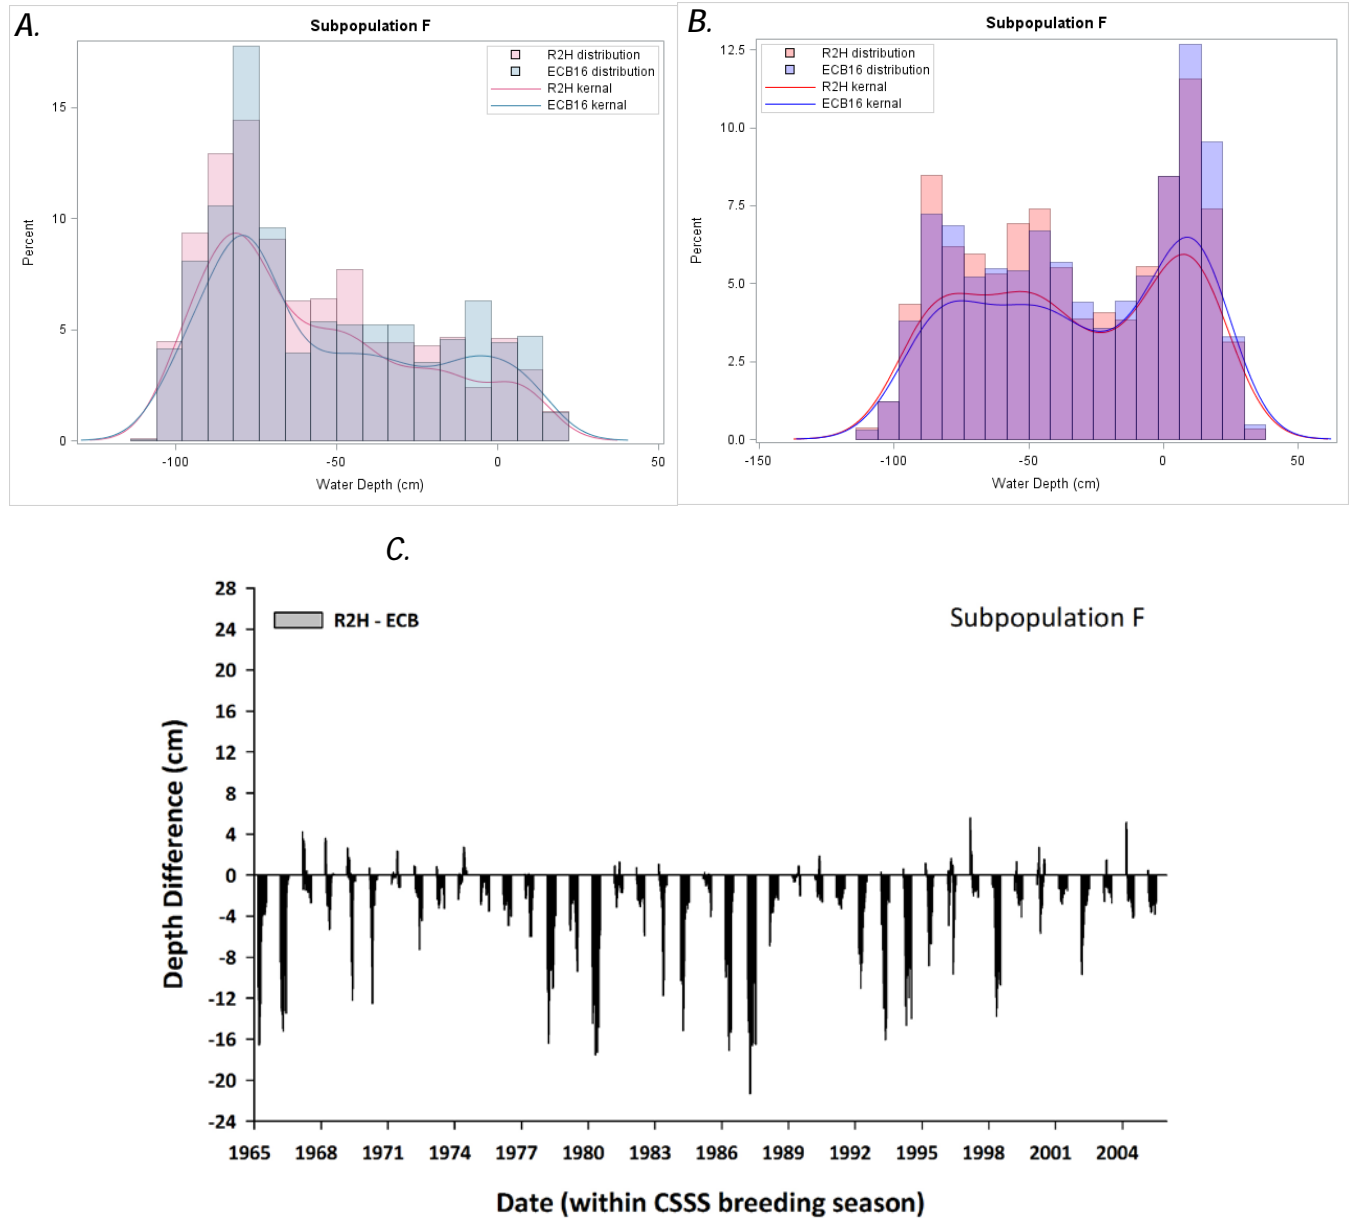 A.
Subpopulation F
R2H distribution
ECB16 distribution
R2H kernal
ECB16 kernal
15
10
5
0
Percent
-100
-50
0
50
Water Depth (cm)
B.
Subpopulation F
R2H distribution
ECB16 distribution
R2H kernal
ECB16 kernal
12.5
10.0
7.5
5.0
2.5
0.0
Percent
-150
-100
-50
0
50
Water Depth (cm)
C.
R2H - ECB
Subpopulation F
28
24
20
16
12
8
4
0
-4
-8
-12
-16
-20
-24
Depth Difference (cm)
1965 1968 1971 1974 1977 1980 1983 1986 1989 1992 1995 1998 2001 2004
Date (within CSSS breeding season)